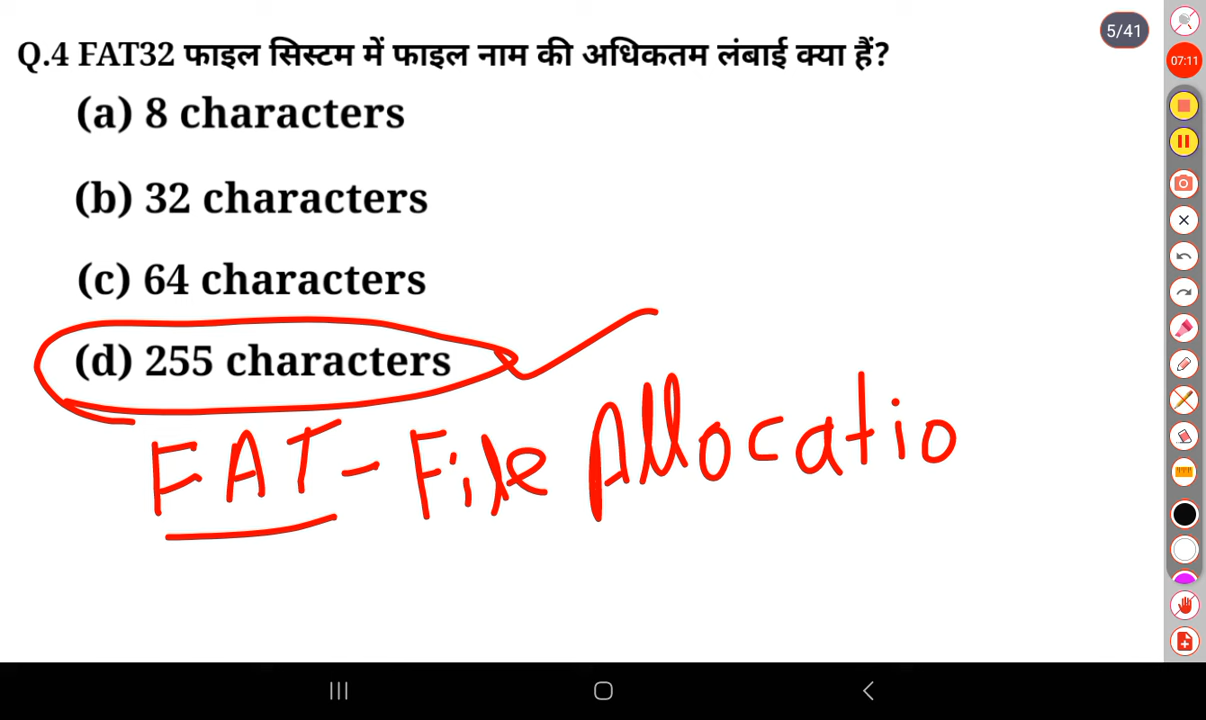 Q.4 FAT32 फाइल सिस्टम में फाइल नाम की अधिकतम लंबाई क्या हैं?
5/41
07:11
(a) 8 characters
(b) 32 characters
(c) 64 characters
(d) 255 characters
FAT - File Allocatio